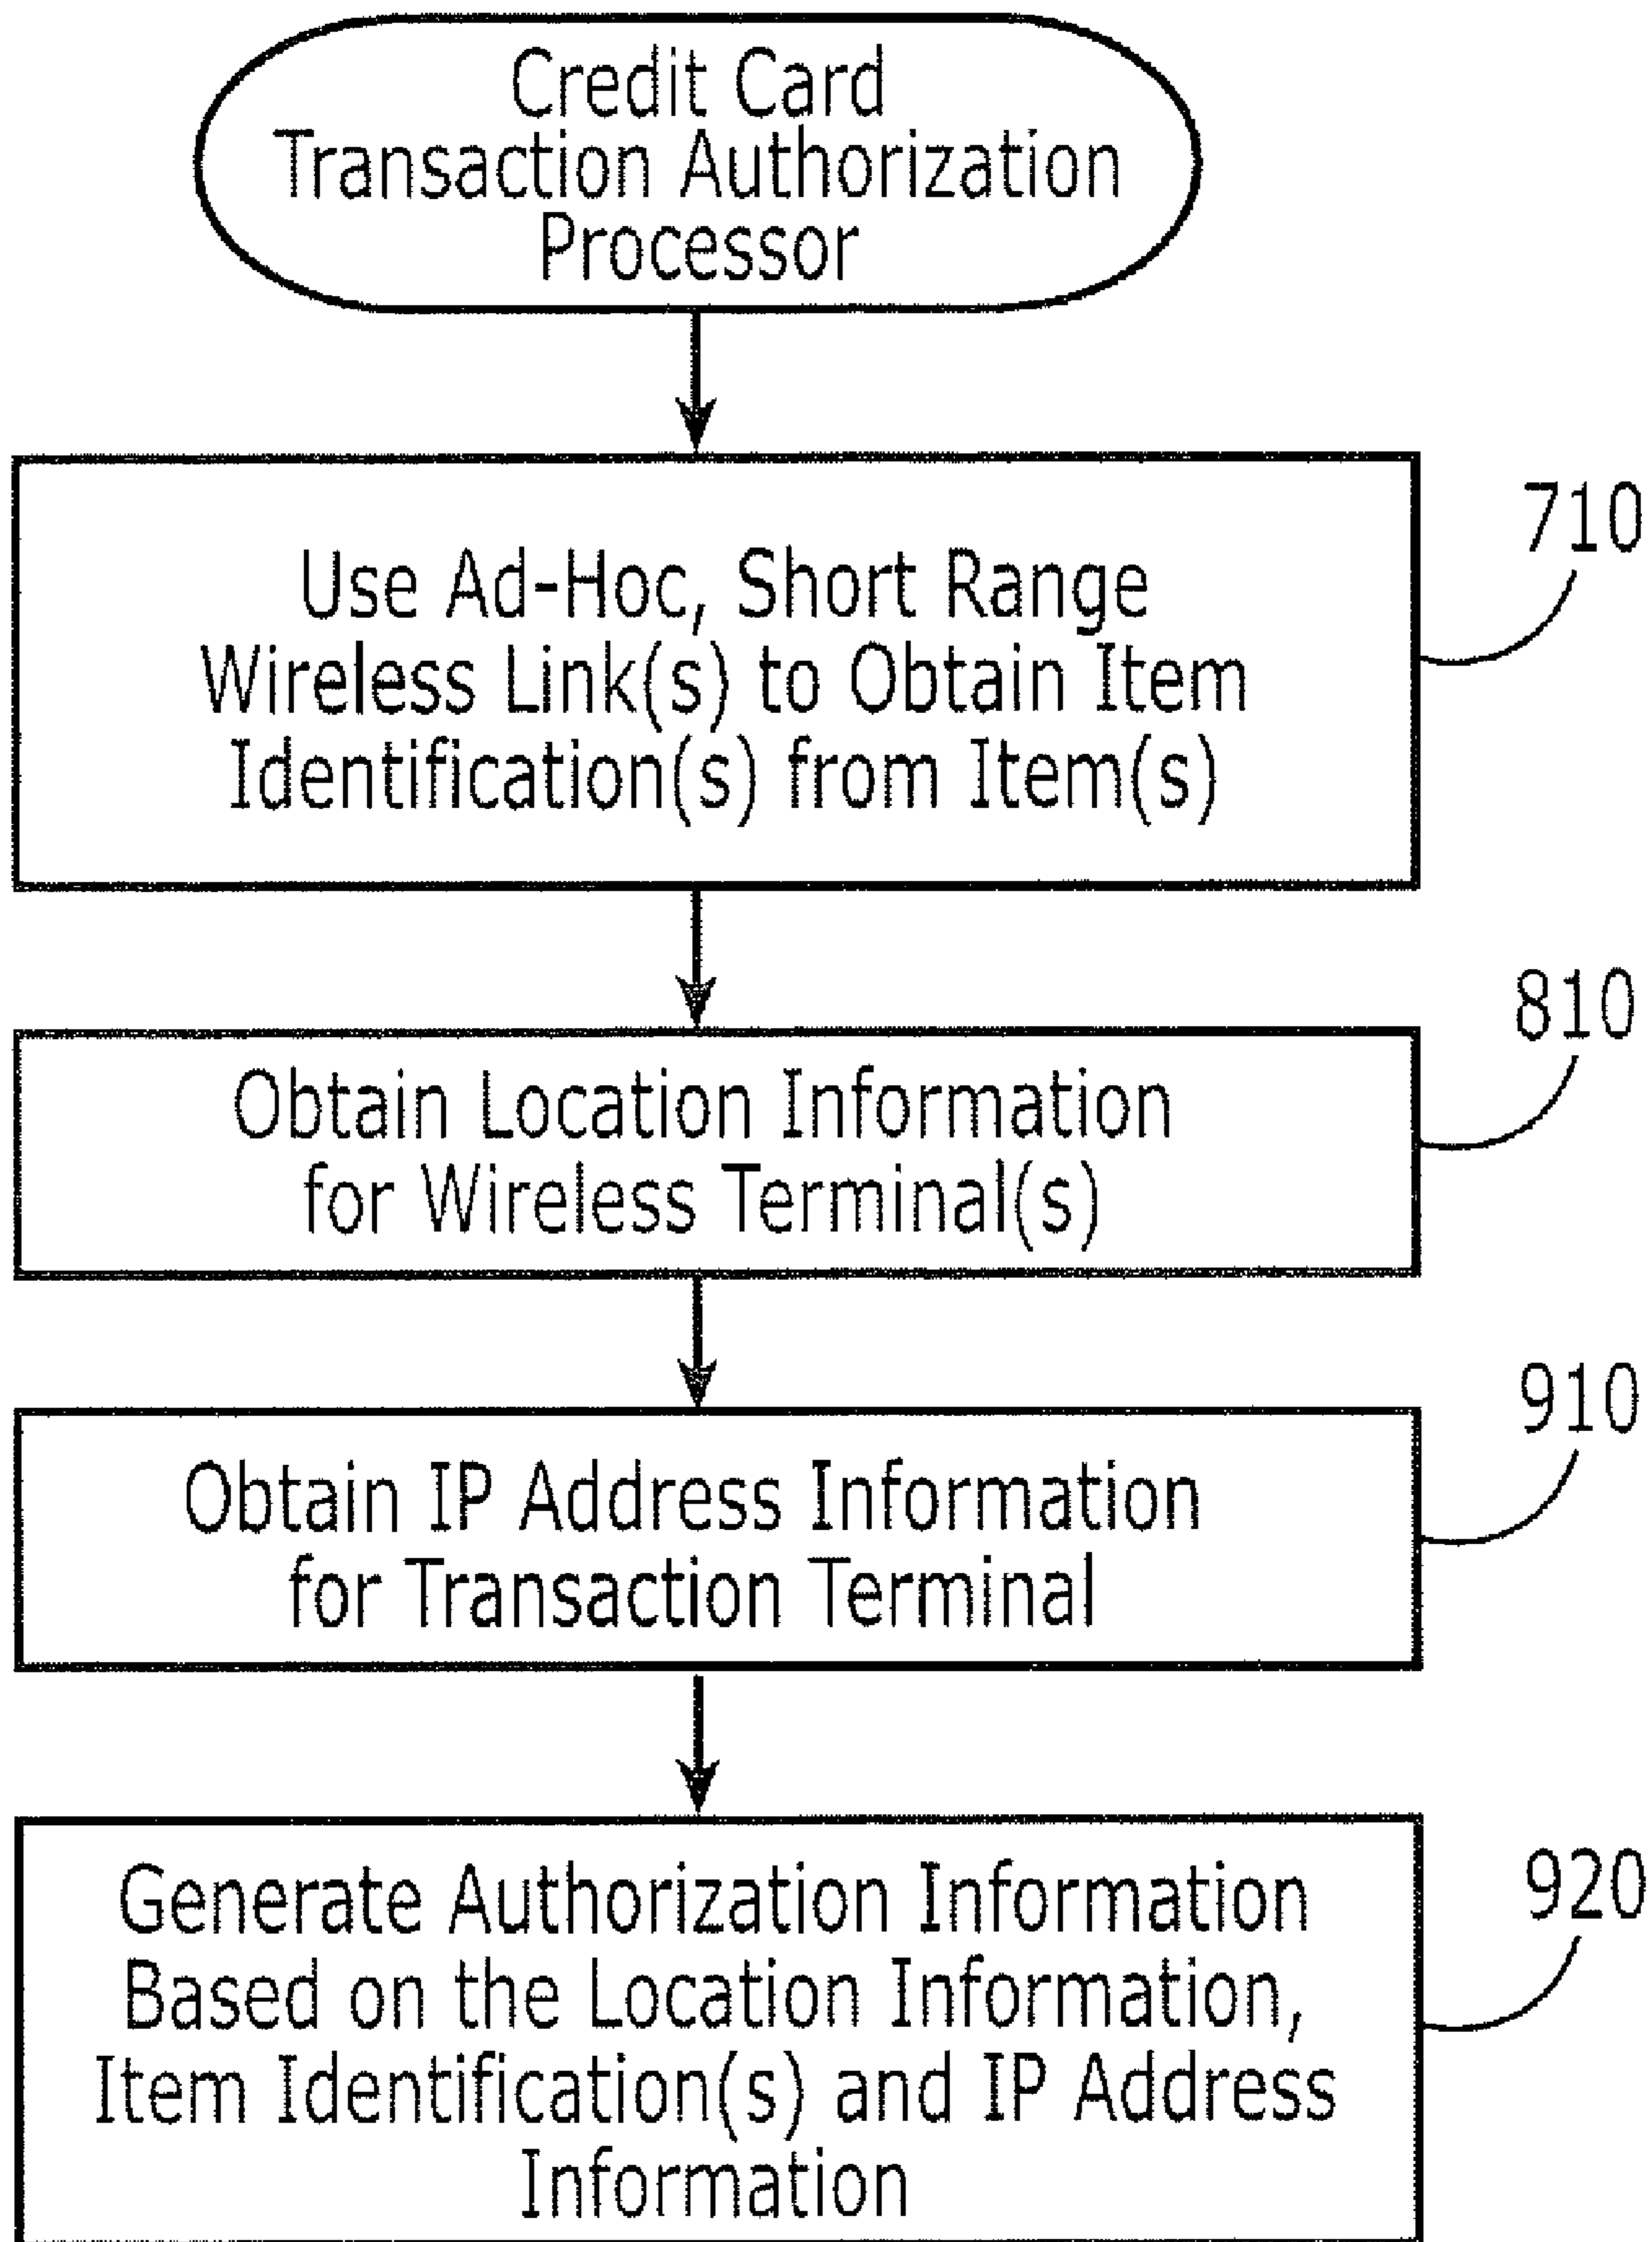 Credit Card
Transaction Authorization
Processor
710
Use Ad-Hoc, Short Range
Wireless Link(s) to Obtain Item
Identification(s) from Item(s)
810
Obtain Location Information
for Wireless Terminal(s)
910
Obtain IP Address Information
for Transaction Terminal
920
Generate Authorization Information
Based on the Location Information,
Item Identification(s) and IP Address
Information